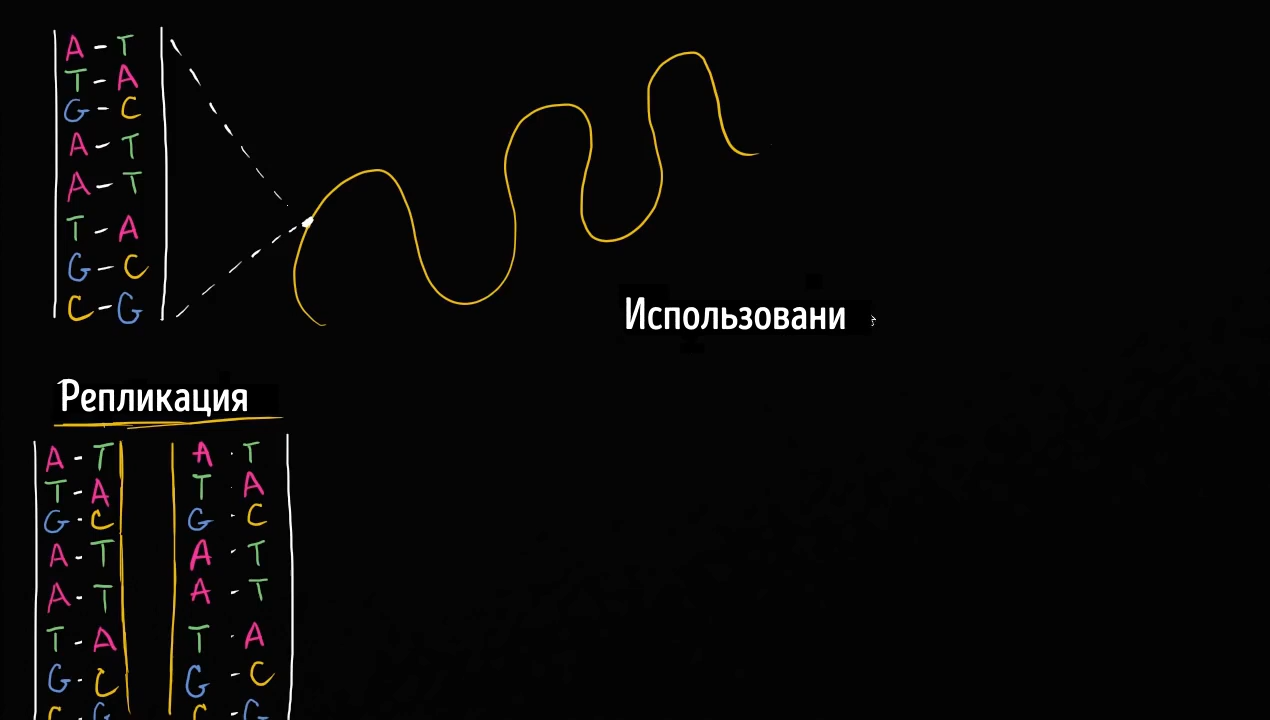 A - T
T - A
G - C
A - T
A - T
T - A
G - C
C - G
Использовани
Репликация
A - T A - T
T - A T - A
G - C G - C
A - T A - T
A - T A - T
T - A T - A
G - C G - C
C - G C - G